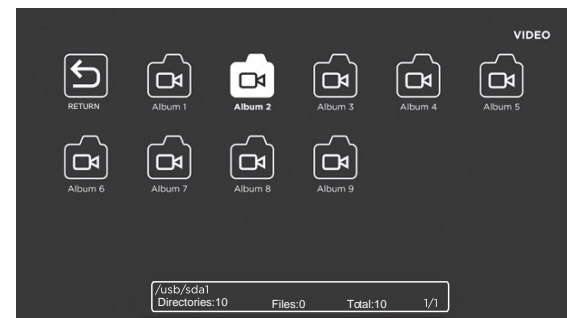 VIDEO
RETURN Album 1 Album 2 Album 3 Album 4 Album 5
Album 6 Album 7 Album 8 Album 9
/usb/sda1
Directories:10 Files:0 Total:10 1/1